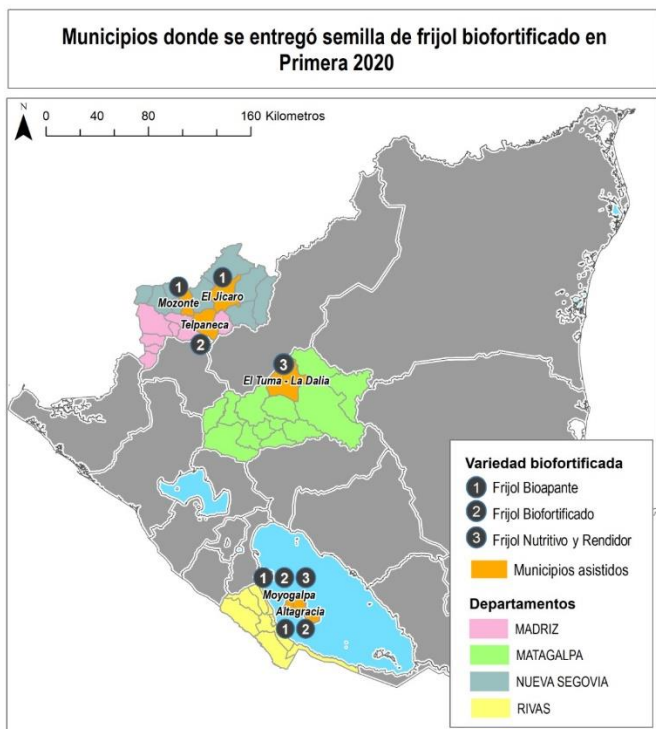 Municipios donde se entregó semilla de frijol biofortificado en
Primera 2020
N
0 40 80 160 Kilometros
1 1
Mozonte El Jicaro
Telpaneca
2
3
El Tuma - La Dalia
1 2 3
Moyogalpa
Altagracia
1 2
Variedad biofortificada
1 Frijol Bioapante
2 Frijol Biofortificado
3 Frijol Nutritivo y Rendidor
Municipios asistidos
Departamentos
MADRIZ
MATAGALPA
NUEVA SEGOVIA
RIVAS